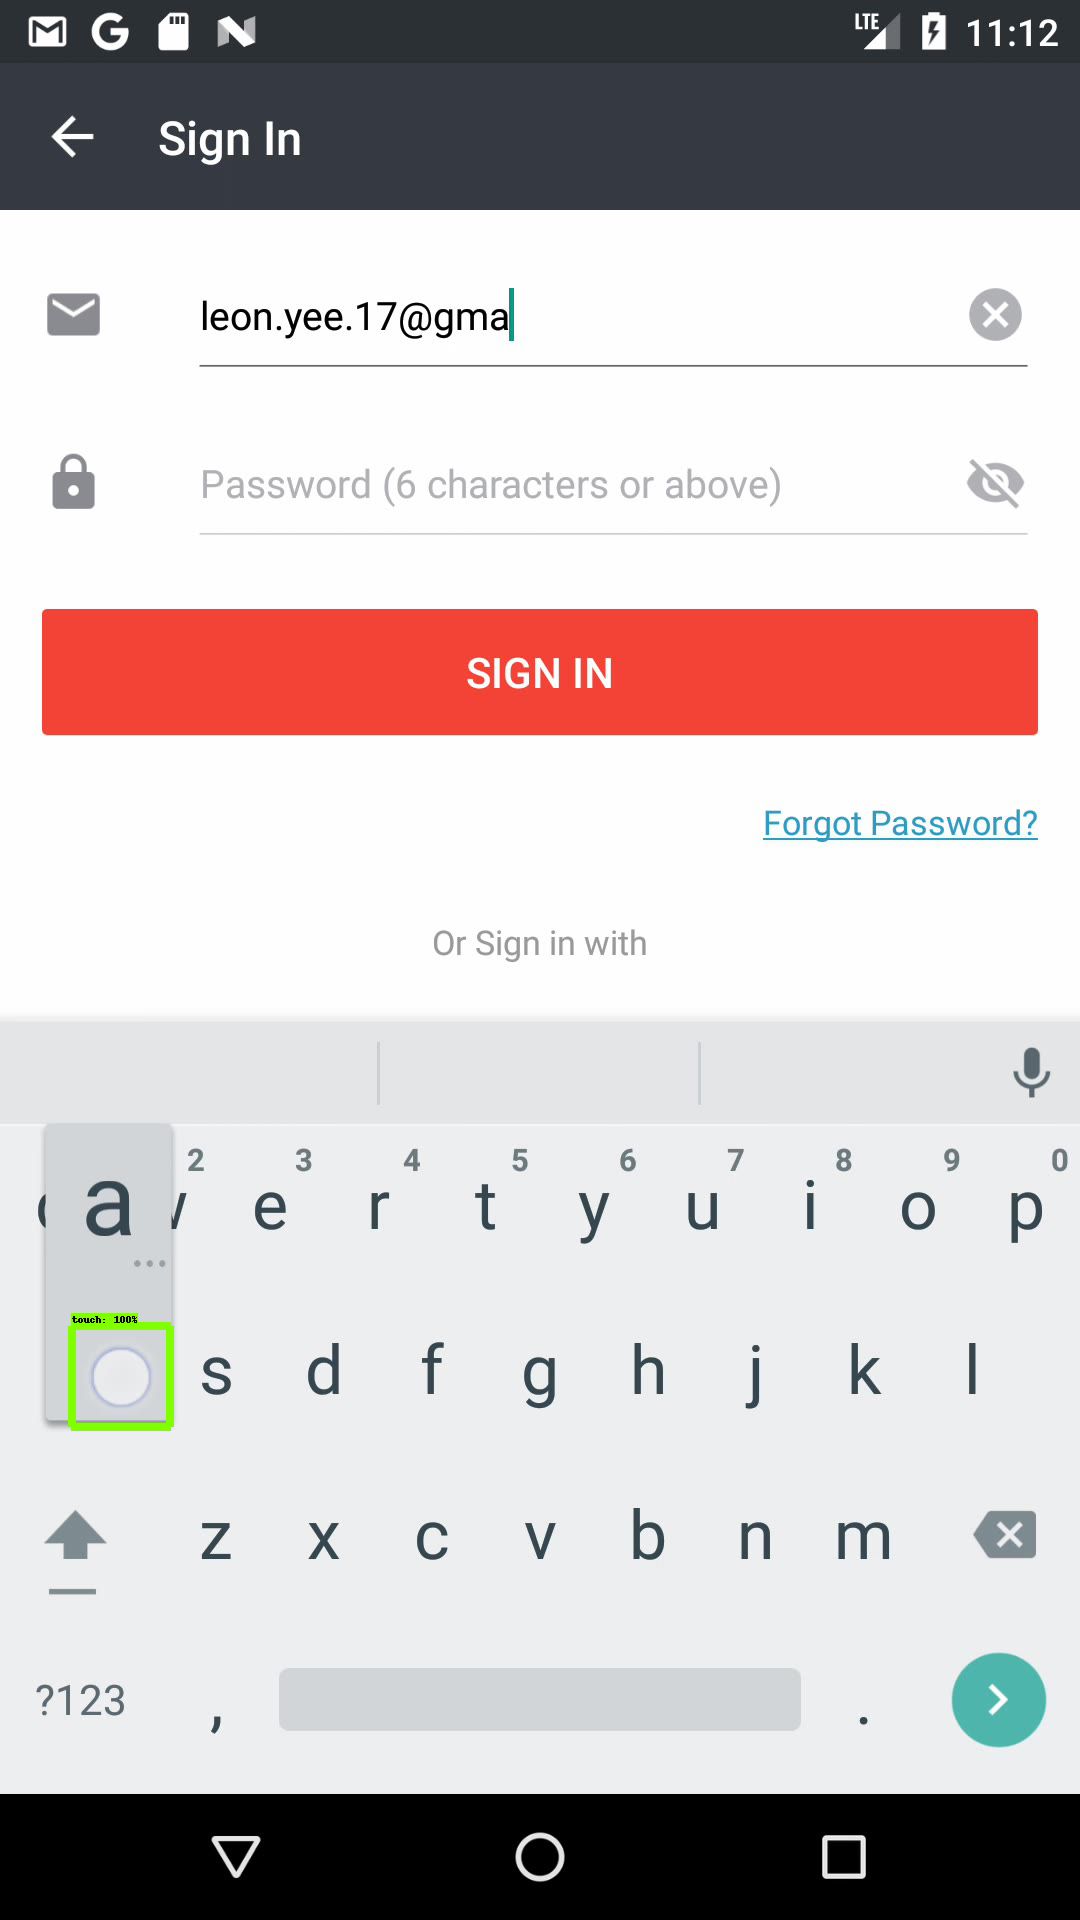 LTE 11:12
Sign In
leon.yee.17@gma
Password (6 characters or above)
SIGN IN
Forgot Password?
Or Sign in with
2 3 4 5 6 7 8 9 0
a e r t y u i o p
touch: 100%
s d f g h j k l
z x c v b n m
?123 , .